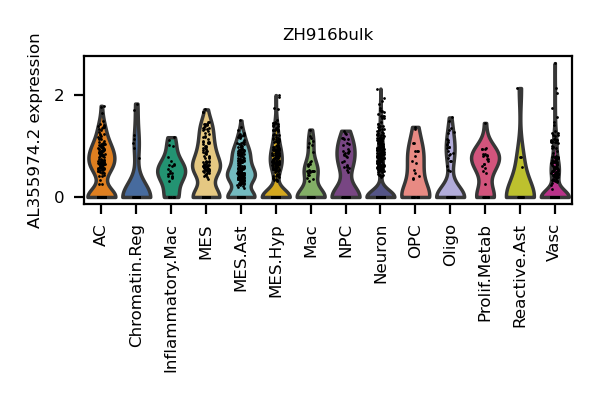 ZH916bulk
AL355974.2 expression
2
0
AC
Chromatin.Reg
Inflammatory.Mac
MES
MES.Ast
MES.Hyp
Mac
NPC
Neuron
OPC
Oligo
Prolif.Metab
Reactive.Ast
Vasc